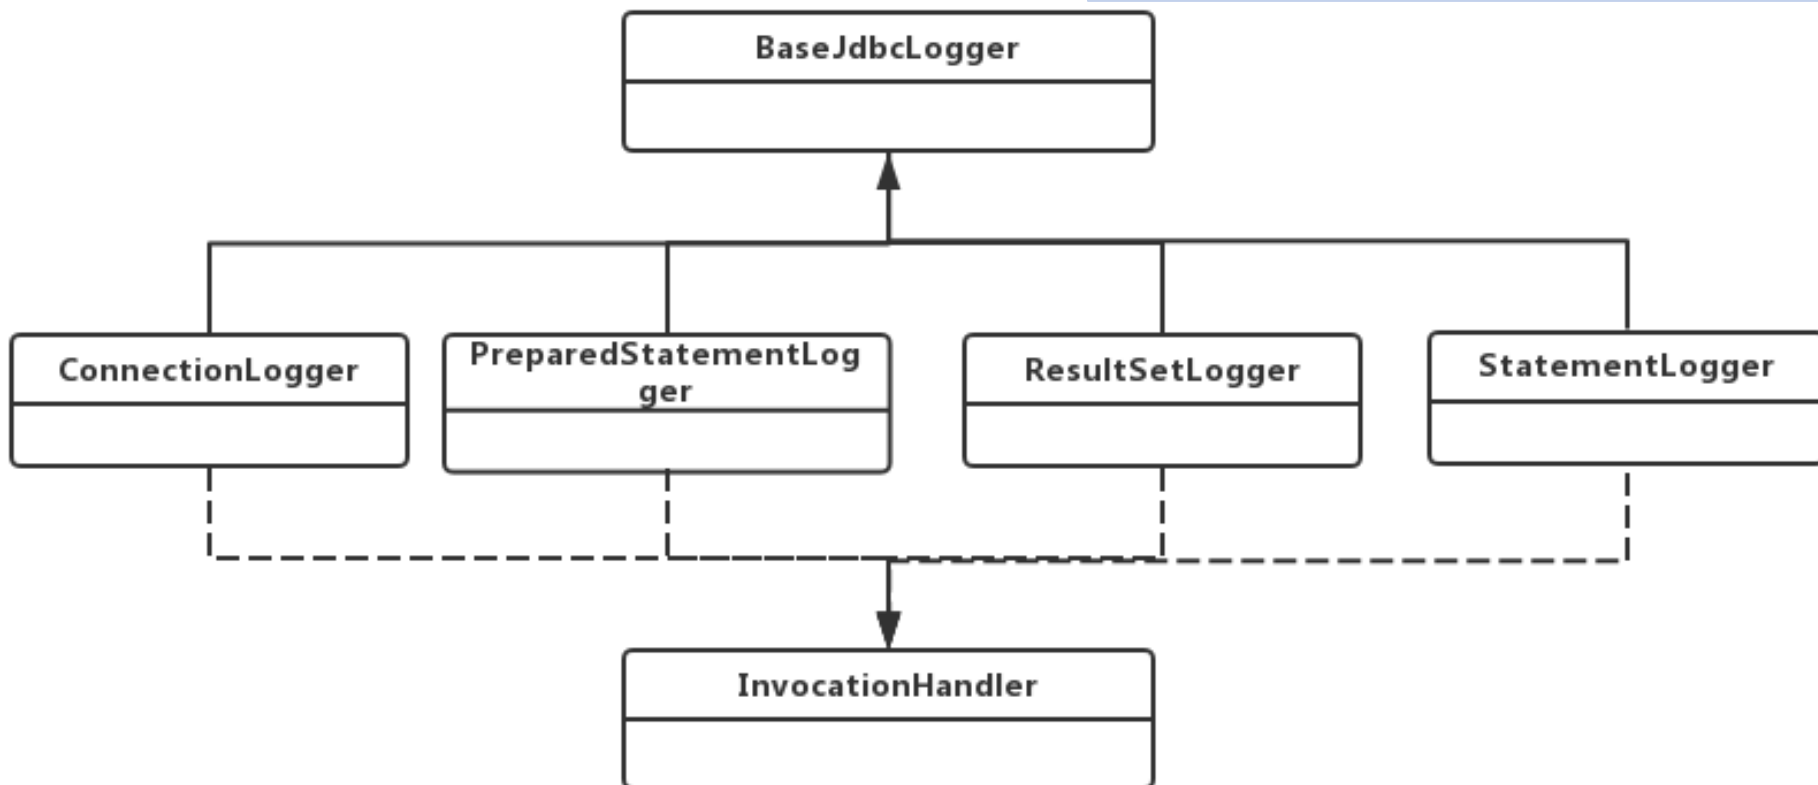 BaseJdbcLogger
ConnectionLogger
PreparedStatementLog
ger
ResultSetLogger
StatementLogger
InvocationHandler